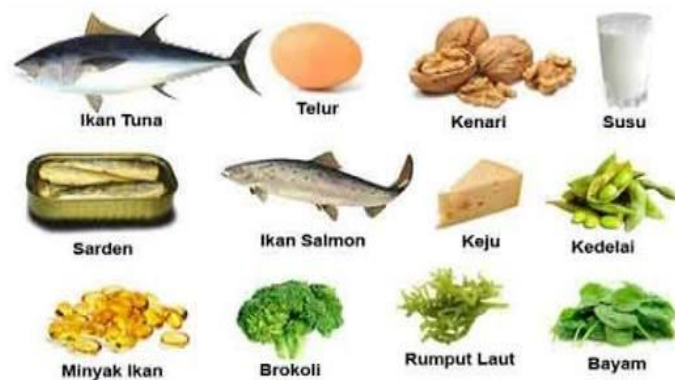 Ikan Tuna
Telur
Kenari
Susu
Sarden
Ikan Salmon
Keju
Kedelai
Minyak Ikan
Brokoli
Rumput Laut
Bayam